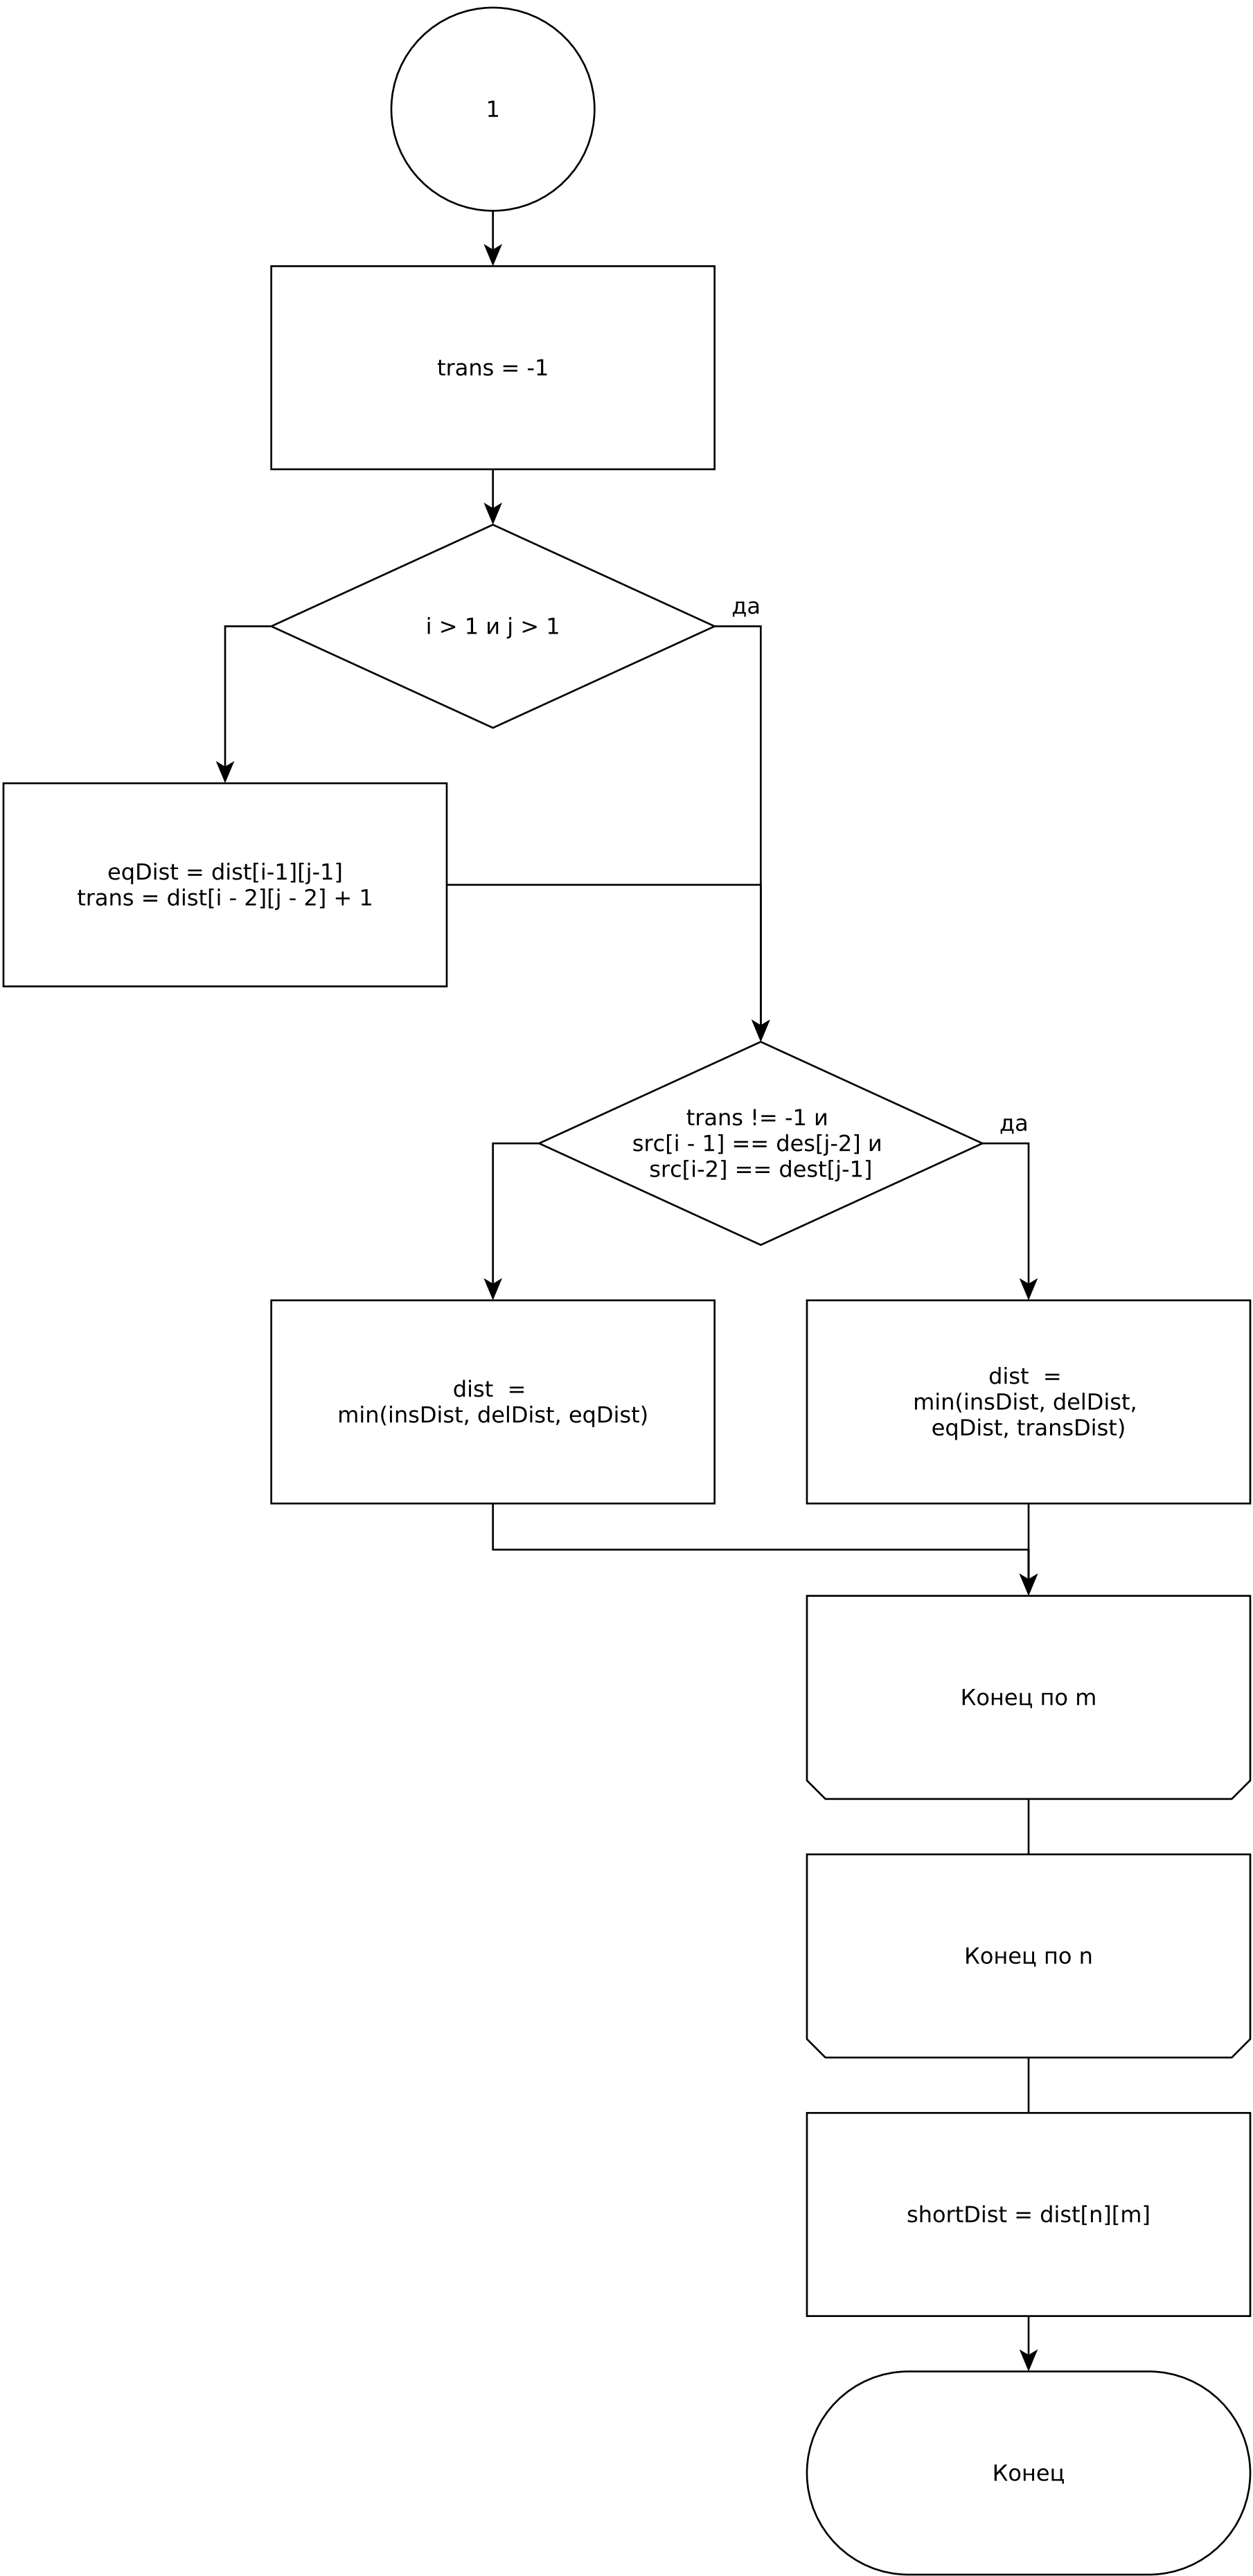 1
trans = -1
i > 1 и j > 1
да
eqDist = dist[i-1][j-1]
trans = dist[i - 2][j - 2] + 1
trans != -1 и
src[i - 1] == des[j-2] и
src[i-2] == dest[j-1]
да
dist  =
min(insDist, delDist, eqDist)
dist  =
min(insDist, delDist,
eqDist, transDist)
Конец по m
Конец по n
shortDist = dist[n][m]
Конец